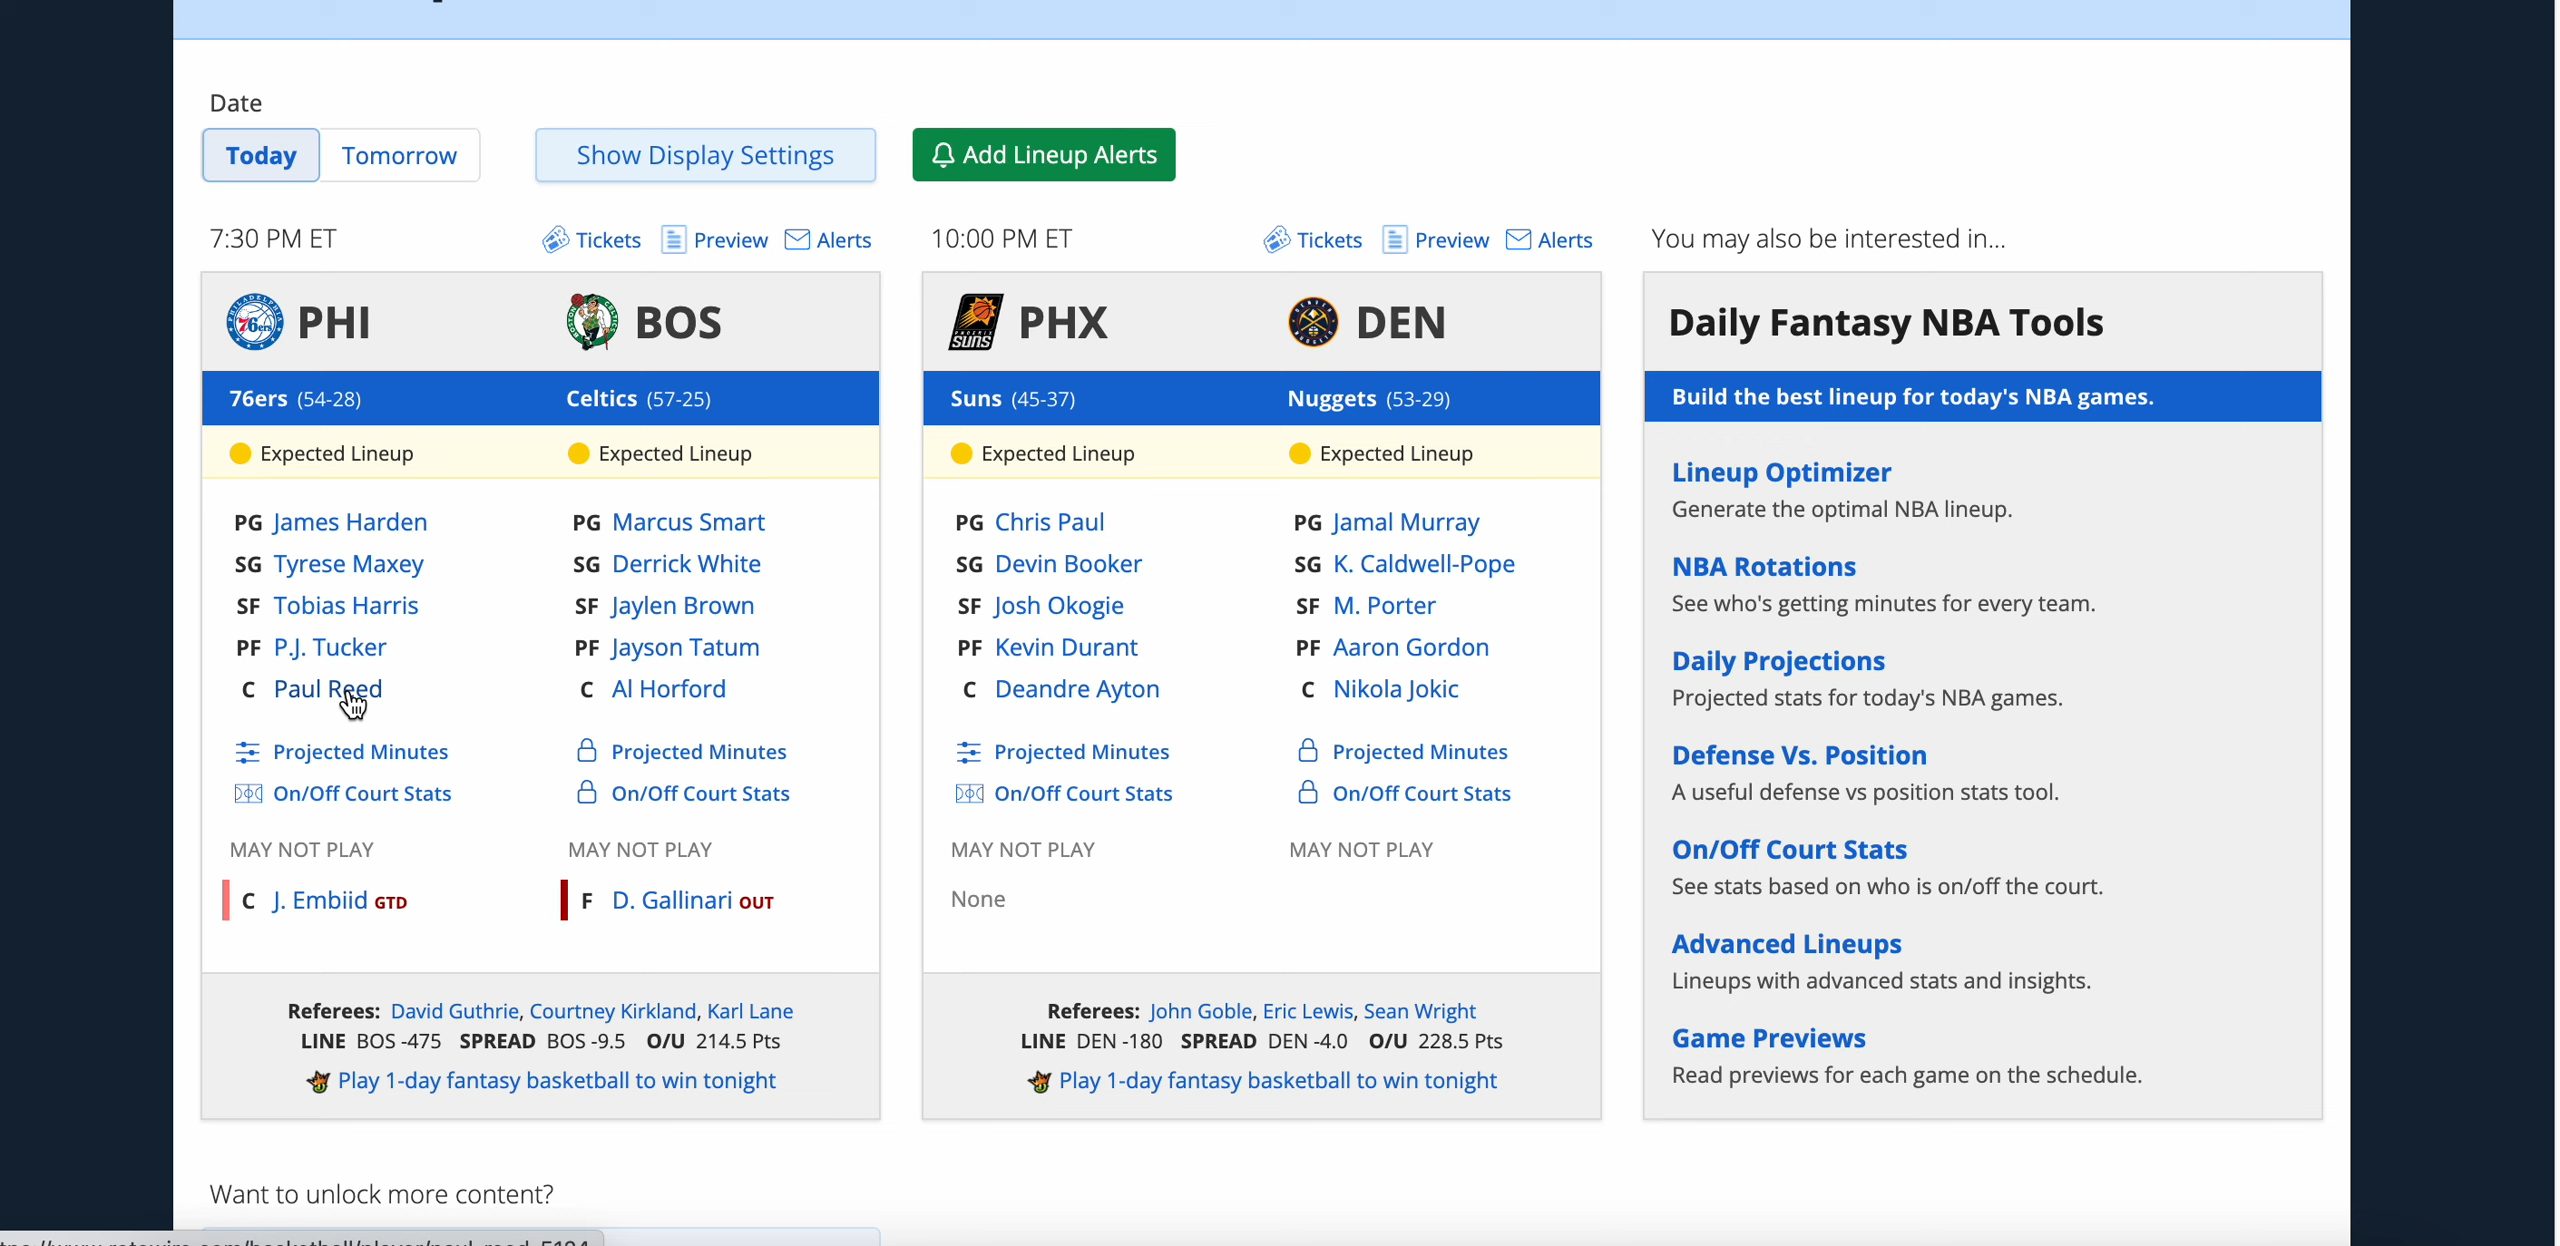 Date
Today Tomorrow Show Display Settings Add Lineup Alerts
7:30 PM ET Tickets Preview Alerts
PHI BOS
76ers (54-28) Celtics (57-25)
Expected Lineup Expected Lineup
PG James Harden PG Marcus Smart
SG Tyrese Maxey SG Derrick White
SF Tobias Harris SF Jaylen Brown
PF P.J. Tucker PF Jayson Tatum
C Paul Reed C Al Horford
Projected Minutes Projected Minutes
On/Off Court Stats On/Off Court Stats
MAY NOT PLAY MAY NOT PLAY
C J. Embiid GTD F D. Gallinari OUT
Referees: David Guthrie, Courtney Kirkland, Karl Lane
LINE BOS -475 SPREAD BOS -9.5 O/U 214.5 Pts
Play 1-day fantasy basketball to win tonight
10:00 PM ET Tickets Preview Alerts
PHX DEN
Suns (45-37) Nuggets (53-29)
Expected Lineup Expected Lineup
PG Chris Paul PG Jamal Murray
SG Devin Booker SG K. Caldwell-Pope
SF Josh Okogie SF M. Porter
PF Kevin Durant PF Aaron Gordon
C Deandre Ayton C Nikola Jokic
Projected Minutes Projected Minutes
On/Off Court Stats On/Off Court Stats
MAY NOT PLAY MAY NOT PLAY
None
Referees: John Goble, Eric Lewis, Sean Wright
LINE DEN -180 SPREAD DEN -4.0 O/U 228.5 Pts
Play 1-day fantasy basketball to win tonight
You may also be interested in...
Daily Fantasy NBA Tools
Build the best lineup for today's NBA games.
Lineup Optimizer
Generate the optimal NBA lineup.
NBA Rotations
See who's getting minutes for every team.
Daily Projections
Projected stats for today's NBA games.
Defense Vs. Position
A useful defense vs position stats tool.
On/Off Court Stats
See stats based on who is on/off the court.
Advanced Lineups
Lineups with advanced stats and insights.
Game Previews
Read previews for each game on the schedule.
Want to unlock more content?